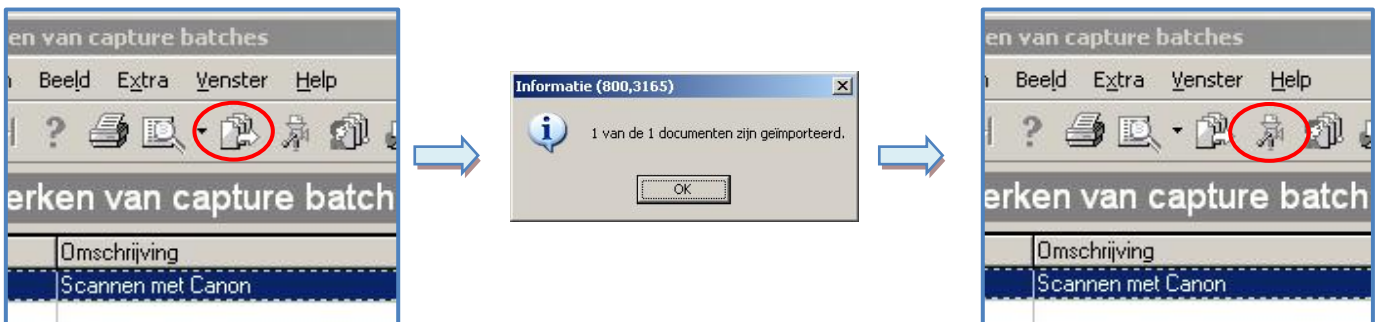 en van capture batches
Beeld Extra Venster Help
?
erken van capture batch
Omschrijving
Scannen met Canon
Informatie (800,3165)
1 van de 1 documenten zijn geïmporteerd.
OK
en van capture batches
Beeld Extra Venster Help
?
erken van capture batch
Omschrijving
Scannen met Canon